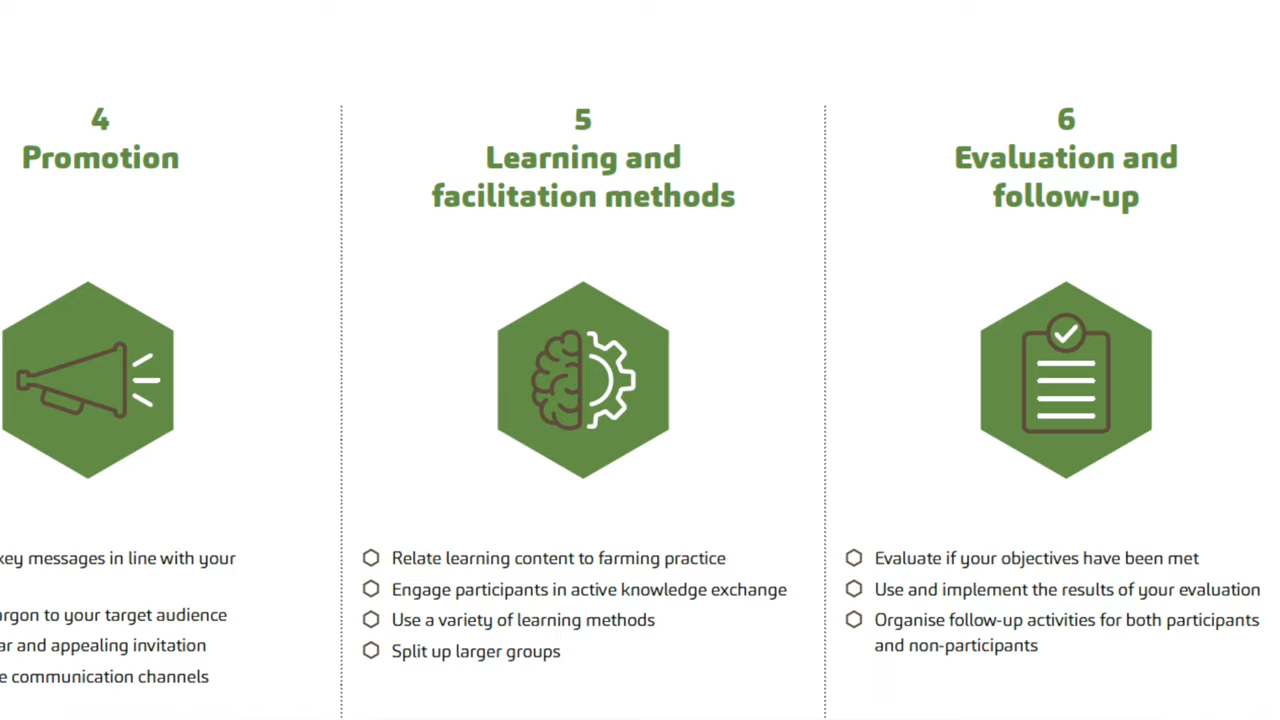 4
Promotion
key messages in line with your
to your target audience
and appealing invitation
communication channels
5
Learning and
facilitation methods
Relate learning content to farming practice
Engage participants in active knowledge exchange
Use a variety of learning methods
Split up larger groups
6
Evaluation and
follow-up
Evaluate if your objectives have been met
Use and implement the results of your evaluation
Organise follow-up activities for both participants
and non-participants